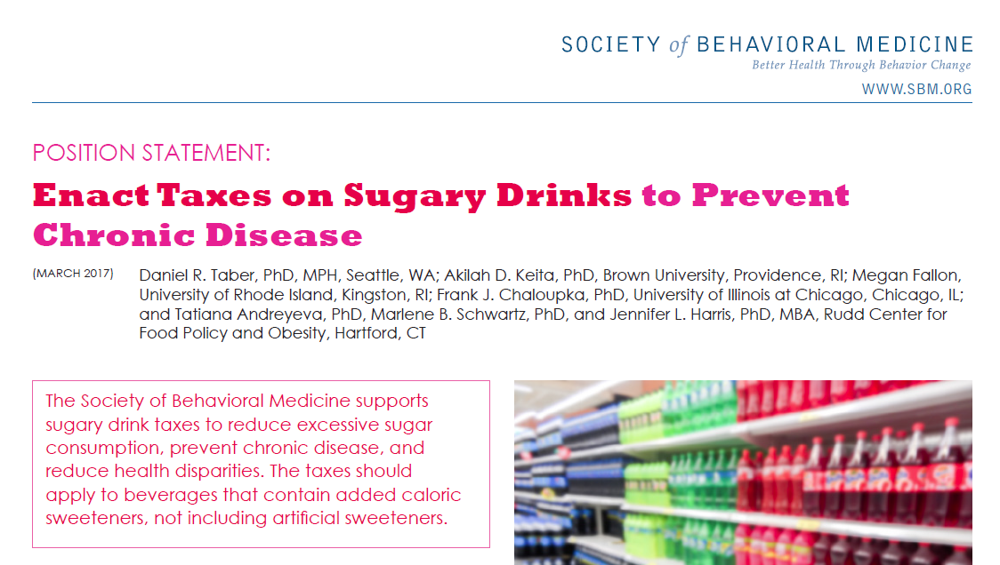 SOCIETY of BEHAVIORAL MEDICINE
Better Health Through Behavior Change
WWW.SBM.ORG
POSITION STATEMENT:
Enact Taxes on Sugary Drinks to Prevent
Chronic Disease
(MARCH 2017) Daniel R. Taber, PhD, MPH, Seattle, WA; Akilah D. Keita, PhD, Brown University, Providence, RI; Megan Fallon,
University of Rhode Island, Kingston, RI; Frank J. Chaloupka, PhD, University of Illinois at Chicago, Chicago, IL;
and Tatiana Andreyeva, PhD, Marlene B. Schwartz, PhD, and Jennifer L. Harris, PhD, MBA, Rudd Center for
Food Policy and Obesity, Hartford, CT
The Society of Behavioral Medicine supports
sugary drink taxes to reduce excessive sugar
consumption, prevent chronic disease, and
reduce health disparities. The taxes should
apply to beverages that contain added caloric
sweeteners, not including artificial sweeteners.